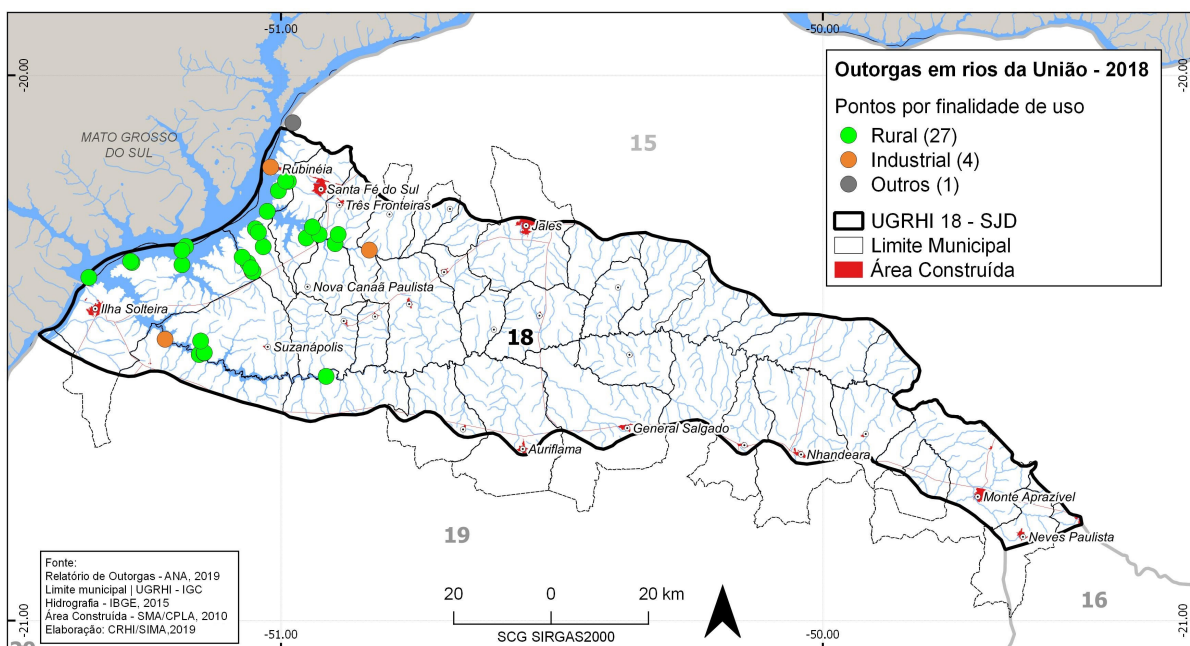 -51.00
-50.00
-20.00
-20.00
Outorgas em rios da União - 2018
Pontos por finalidade de uso
Rural (27)
Industrial (4)
Outros (1)
UGRHI 18 - SJD
Limite Municipal
Área Construída
MATO GROSSO
DO SUL
15
Rubinéia
Santa Fé do Sul
Três Fronteiras
Jales
Nova Canaã Paulista
Ilha Solteira
Suzanápolis
18
General Salgado
Auriflama
Nhandeara
Monte Aprazível
Neves Paulista
19
16
Fonte:
Relatório de Outorgas - ANA, 2019
Limite municipal | UGRHI - IGC
Hidrografia - IBGE, 2015
Área Construída - SMA/CPLA, 2010
Elaboração: CRHI/SIMA,2019
20 0 20 km
SCG SIRGAS2000
-21.00
-21.00
-51.00
-50.00